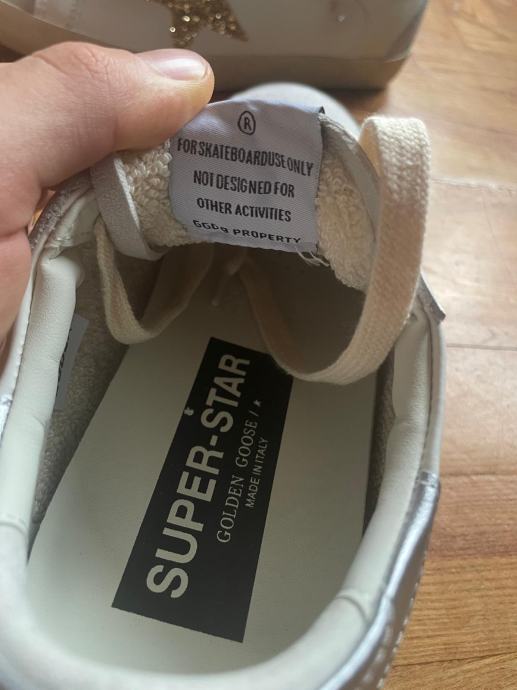 ®
FOR SKATEBOARD USE ONLY
NOT DESIGNED FOR
OTHER ACTIVITIES
GGDB PROPERTY
SUPER-STAR
GOLDEN GOOSE / ★
MADE IN ITALY